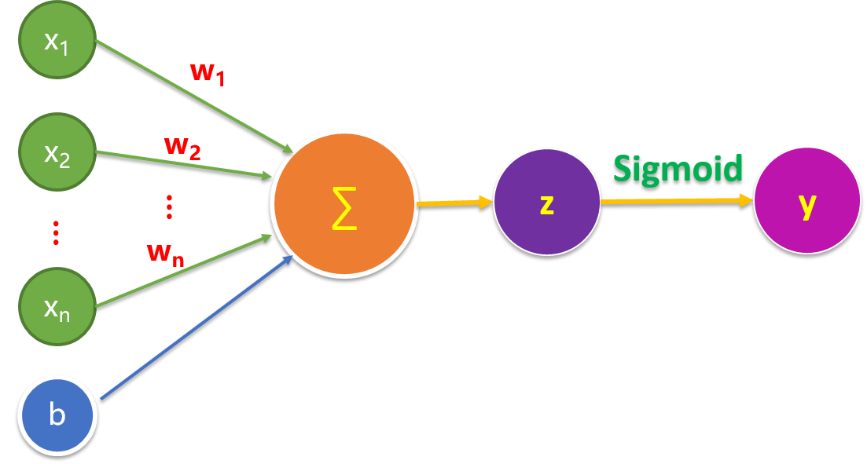 x₁
w₁
x₂
w₂
⋮
⋮
wₙ
xₙ
b
∑
z
Sigmoid
y